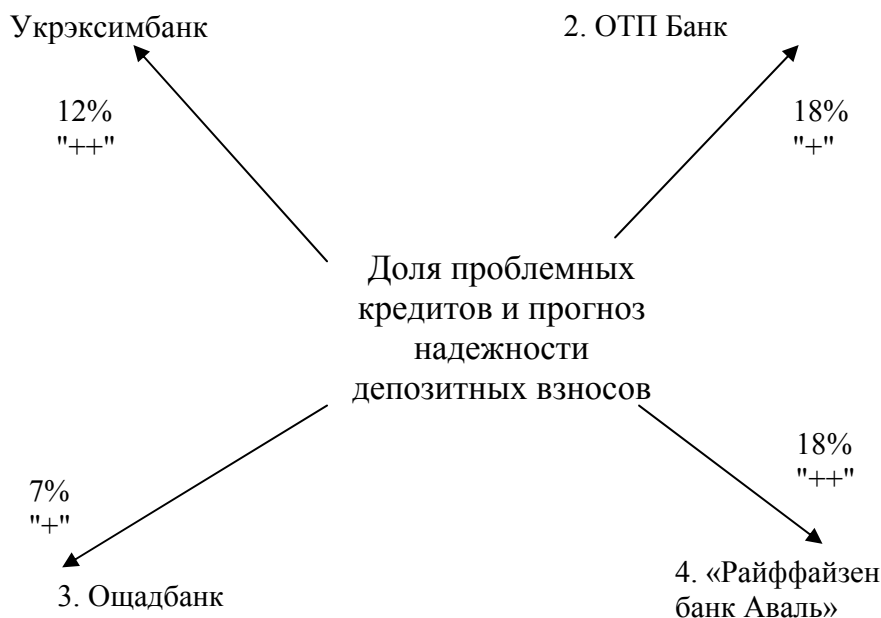 Укрэксимбанк
2. ОТП Банк
12%
"++"
18%
"+"
Доля проблемных
кредитов и прогноз
надежности
депозитных взносов
18%
"++"
7%
"+"
3. Ощадбанк
4. «Райффайзен
банк Аваль»